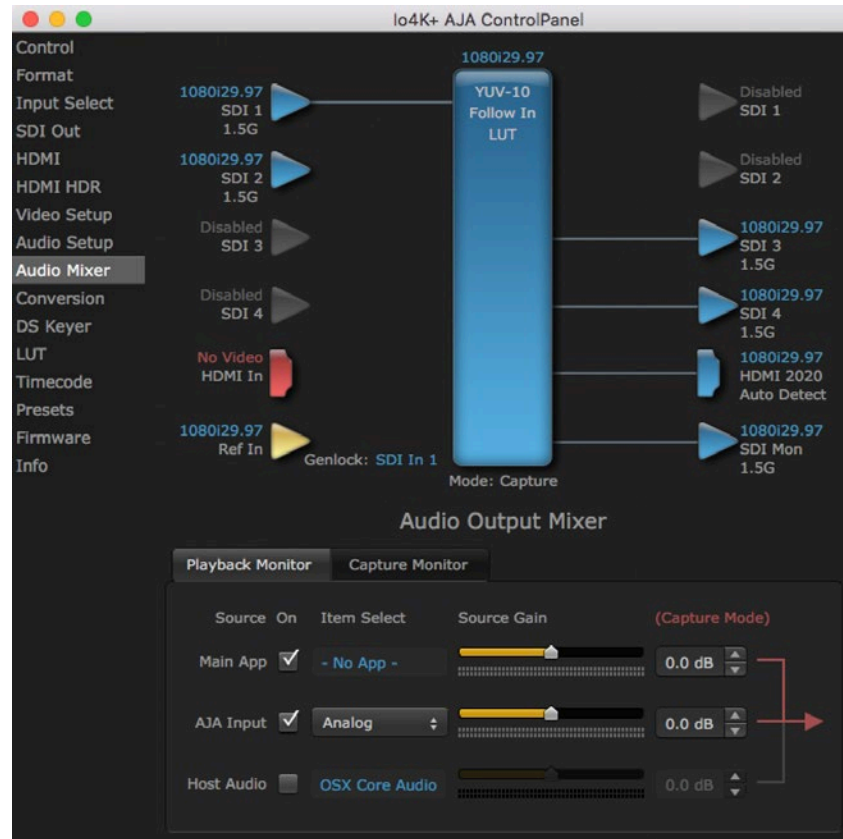 Io4K+ AJA ControlPanel
Control
Format
Input Select
SDI Out
HDMI
HDMI HDR
Video Setup
Audio Setup
Audio Mixer
Conversion
DS Keyer
LUT
Timecode
Presets
Firmware
Info
1080i29.97
SDI 1
1.5G
1080i29.97
SDI 2
1.5G
Disabled
SDI 3
Disabled
SDI 4
No Video
HDMI In
1080i29.97
Ref In
Genlock: SDI In 1
1080i29.97
YUV-10
Follow In
LUT
Mode: Capture
Disabled
SDI 1
Disabled
SDI 2
1080i29.97
SDI 3
1.5G
1080i29.97
SDI 4
1.5G
1080i29.97
HDMI 2020
Auto Detect
1080i29.97
SDI Mon
1.5G
Audio Output Mixer
Playback Monitor Capture Monitor
Source On Item Select Source Gain (Capture Mode)
Main App - No App - 0.0 dB
AJA Input Analog 0.0 dB
Host Audio OSX Core Audio 0.0 dB